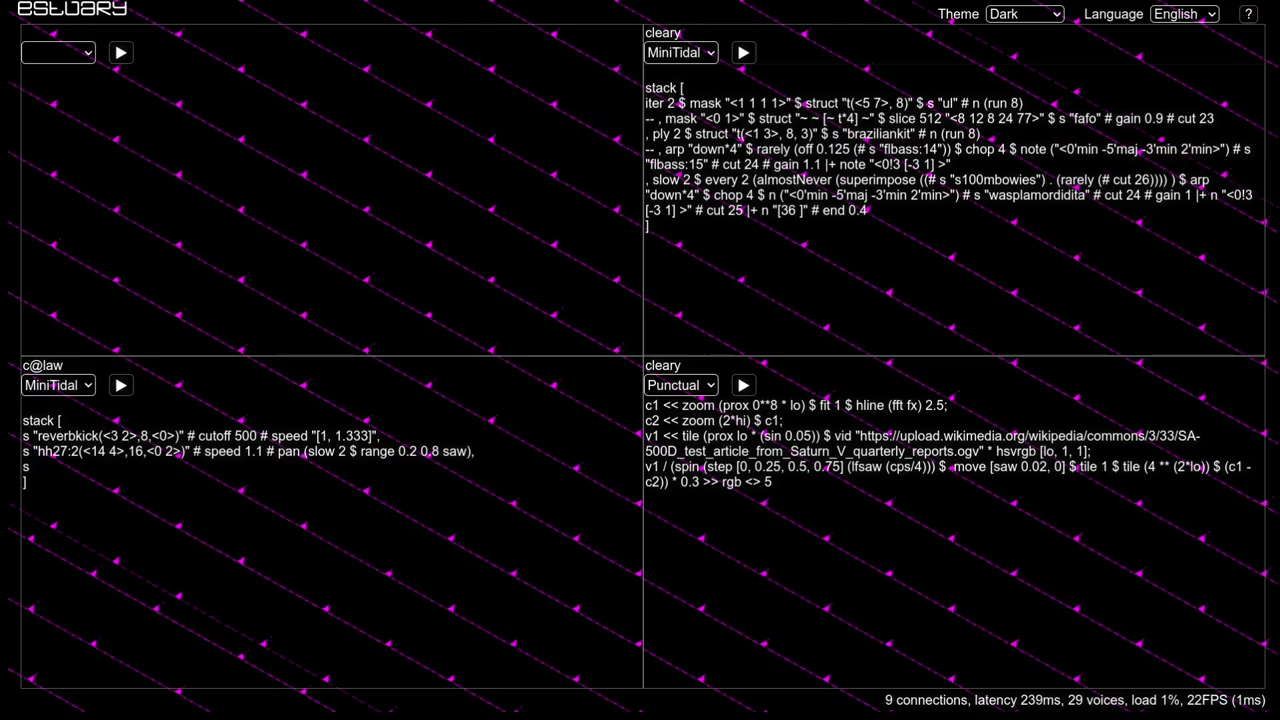 estuary
Theme Dark Language English ?
cleary
MiniTidal
stack [
iter 2 $ mask "<1 1 1 1>" $ struct "t(<5 7>, 8)" $ s "ul" # n (run 8)
-- , mask "<0 1>" $ struct "~ ~ [~ t*4] ~" $ slice 512 "<8 12 8 24 77>" $ s "fafo" # gain 0.9 # cut 23
, ply 2 $ struct "t(<1 3>, 8, 3)" $ s "braziliankit" # n (run 8)
-- , arp "down*4" $ rarely (off 0.125 (# s "flbass:14")) $ chop 4 $ note ("<0'min -5'maj -3'min 2'min>") # s
"flbass:15" # cut 24 # gain 1.1 |+ note "<0!3 [-3 1] >"
, slow 2 $ every 2 (almostNever (superimpose ((# s "s100mbowies") . (rarely (# cut 26)))) ) $ arp
"down*4" $ chop 4 $ n ("<0'min -5'maj -3'min 2'min>") # s "wasplamordidita" # cut 24 # gain 1 |+ n "<0!3
[-3 1] >" # cut 25 |+ n "[36 ]" # end 0.4
]
c@law
MiniTidal
stack [
s "reverbkick(<3 2>,8,<0>)" # cutoff 500 # speed "[1, 1.333]",
s "hh27:2(<14 4>,16,<0 2>)" # speed 1.1 # pan (slow 2 $ range 0.2 0.8 saw),
s
]
cleary
Punctual
c1 << zoom (prox 0**8 * lo) $ fit 1 $ hline (fft fx) 2.5;
c2 << zoom (2*hi) $ c1;
v1 << tile (prox lo * (sin 0.05)) $ vid "https://upload.wikimedia.org/wikipedia/commons/3/33/SA-
500D_test_article_from_Saturn_V_quarterly_reports.ogv" * hsvrgb [lo, 1, 1];
v1 / (spin (step [0, 0.25, 0.5, 0.75] (lfsaw (cps/4))) $ move [saw 0.02, 0] $ tile 1 $ tile (4 ** (2*lo)) $ (c1 -
c2)) * 0.3 >> rgb <> 5
9 connections, latency 239ms, 29 voices, load 1%, 22FPS (1ms)